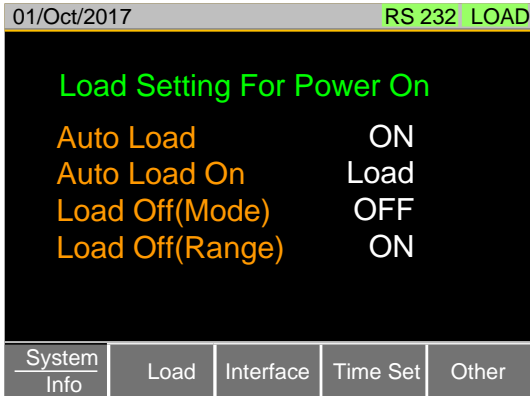 01/Oct/2017 RS 232 LOAD
Load Setting For Power On
Auto Load ON
Auto Load On Load
Load Off(Mode) OFF
Load Off(Range) ON
System
Info
Load
Interface
Time Set
Other